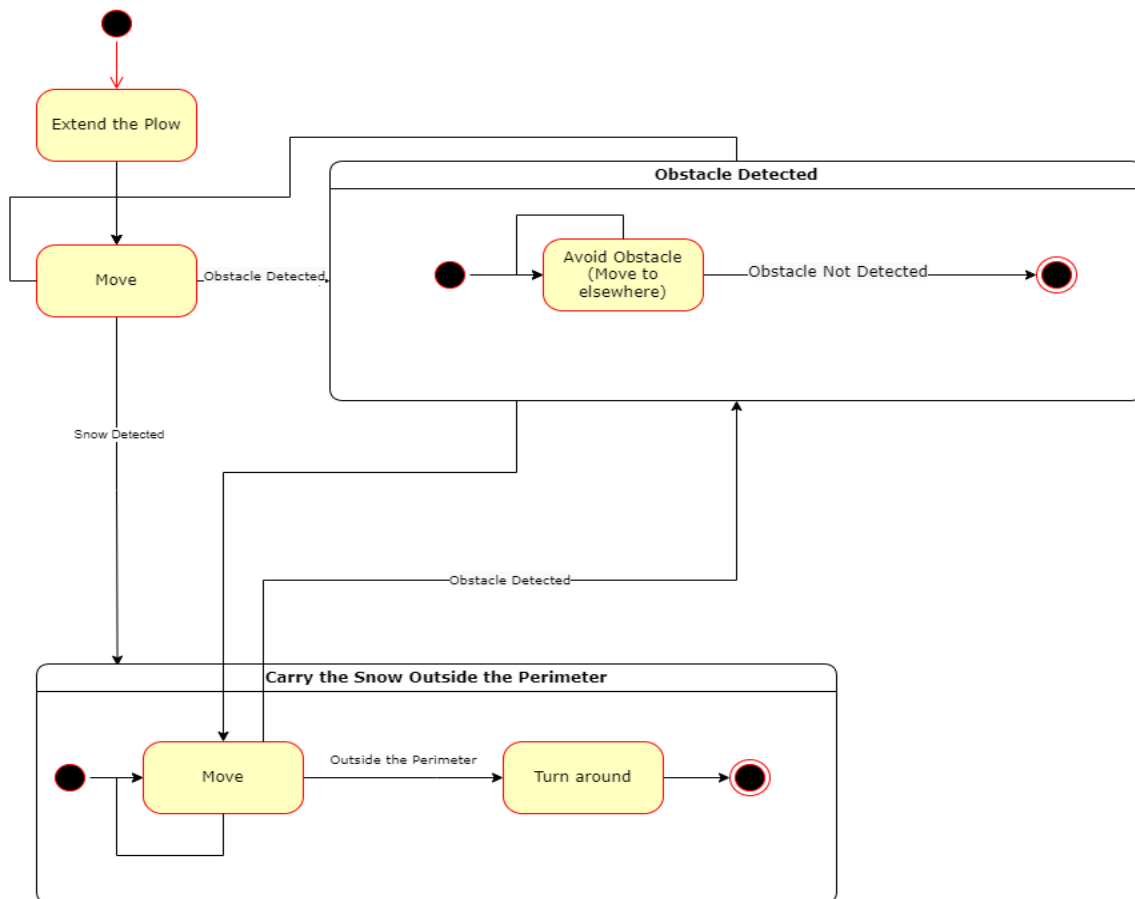 Extend the Plow
Obstacle Detected
Move
Obstacle Detected
Avoid Obstacle
(Move to
elsewhere)
Obstacle Not Detected
Snow Detected
Obstacle Detected
Carry the Snow Outside the Perimeter
Move
Outside the Perimeter
Turn around